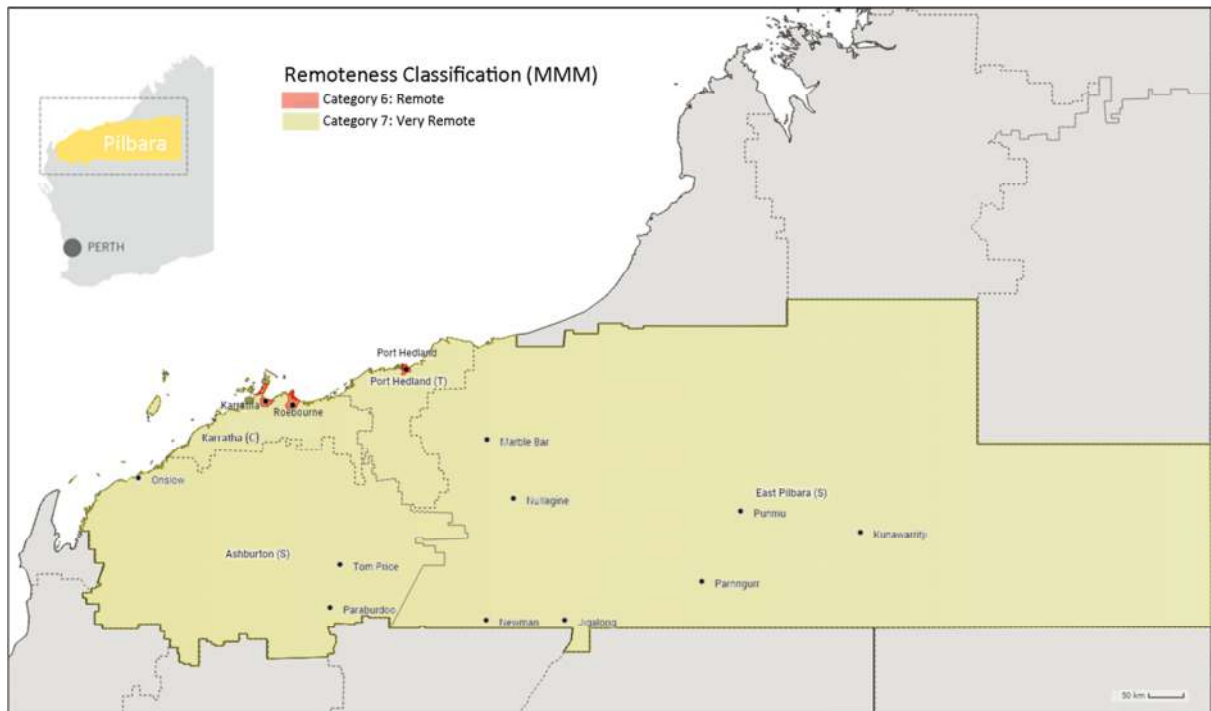 Remoteness Classification (MMM)
Category 6: Remote
Category 7: Very Remote
Pilbara
PERTH
Port Hedland
Port Hedland (T)
Karratha
Roebourne
Karratha (C)
Marble Bar
Onslow
Nullagine
East Pilbara (S)
Punmu
Kunawarrity
Ashburton (S)
Tom Price
Parnngurr
Paraburdoo
Newman
Jigalong
50 km